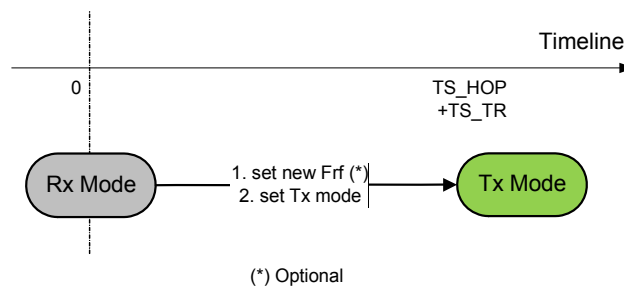 Timeline
0
TS_HOP
+TS_TR
Rx Mode
1. set new Frf (*)
2. set Tx mode
Tx Mode
(*) Optional